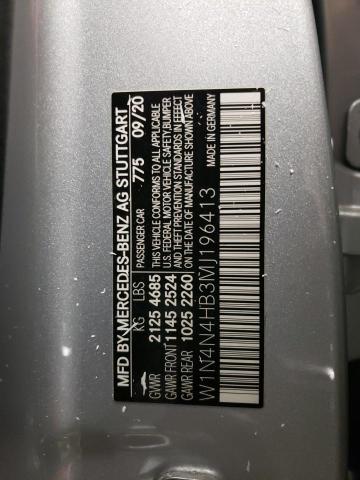 MFD BY MERCEDES-BENZ AG STUTTGART
KG LBS PASSENGER CAR 775 09/20
GVWR 2125 4685 THIS VEHICLE COMPLIES WITH ALL APPLICABLE
GAWR FRONT 1145 2524 U.S. FEDERAL MOTOR VEHICLE SAFETY, BUMPER
GAWR REAR 1025 2260 AND THEFT PREVENTION STANDARDS IN EFFECT
ON THE DATE OF MANUFACTURE SHOWN ABOVE.
MADE IN GERMANY
W1N4N4HB3MJ196413